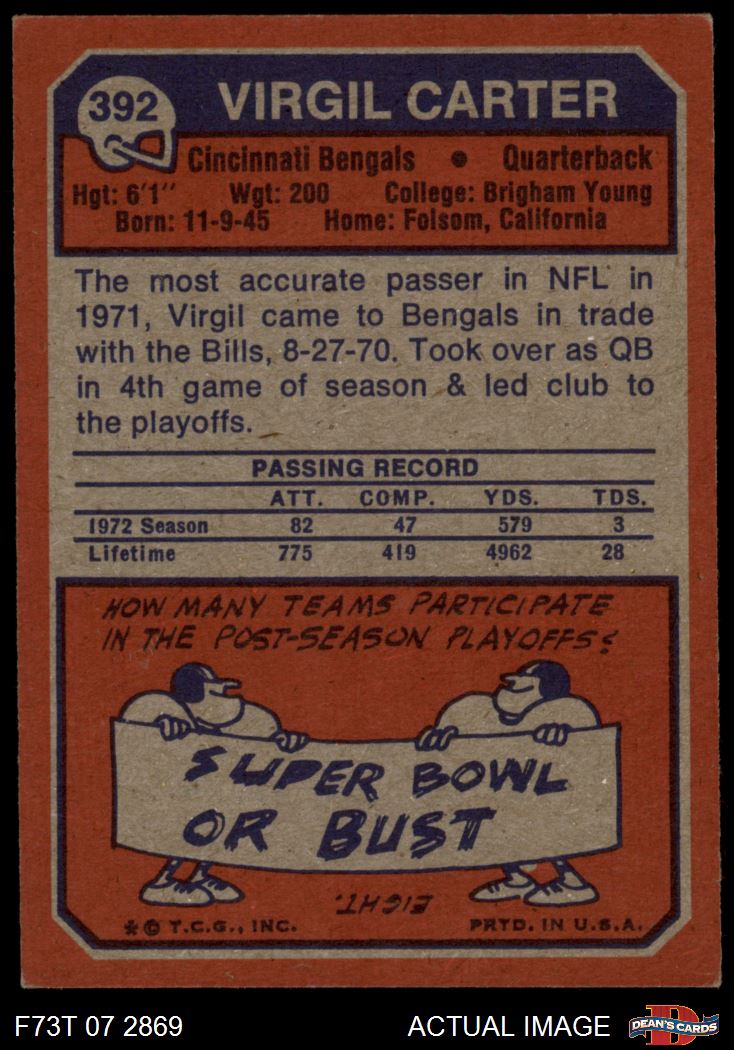 392
VIRGIL CARTER
Cincinnati Bengals • Quarterback
Hgt: 6'1" Wgt: 200 College: Brigham Young
Born: 11-9-45 Home: Folsom, California
The most accurate passer in NFL in
1971, Virgil came to Bengals in trade
with the Bills, 8-27-70. Took over as QB
in 4th game of season & led club to
the playoffs.
PASSING RECORD
ATT. COMP. YDS. TDS.
1972 Season 82 47 579 3
Lifetime 775 419 4962 28
HOW MANY TEAMS PARTICIPATE
IN THE POST-SEASON PLAYOFFS?
SUPER BOWL
OR BUST
EIGHT.
*© T.C.G., INC. PRTD. IN U.S.A.
F73T 07 2869 ACTUAL IMAGE D DEAN'S CARDS